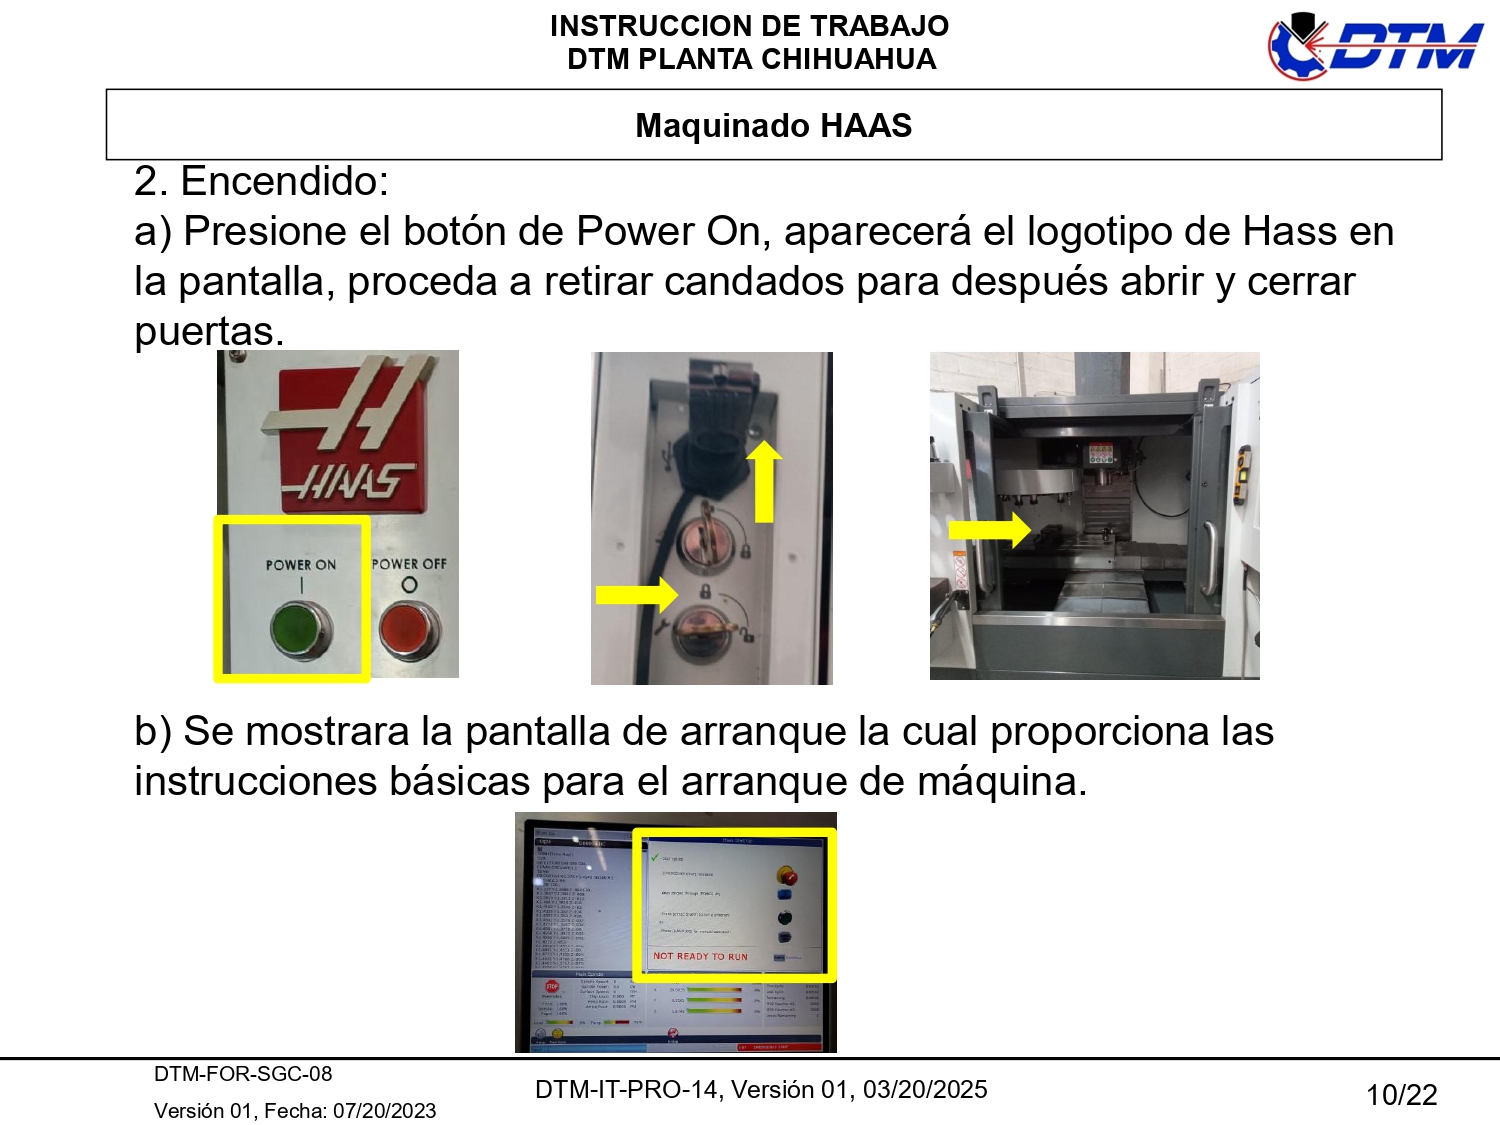 INSTRUCCION DE TRABAJO
DTM PLANTA CHIHUAHUA
DTM
Maquinado HAAS
2. Encendido:
a) Presione el botón de Power On, aparecerá el logotipo de Hass en
la pantalla, proceda a retirar candados para después abrir y cerrar
puertas.
HAAS
POWER ON
POWER OFF
b) Se mostrara la pantalla de arranque la cual proporciona las
instrucciones básicas para el arranque de máquina.
NOT READY TO RUN
STOP
DTM-FOR-SGC-08
Versión 01, Fecha: 07/20/2023
DTM-IT-PRO-14, Versión 01, 03/20/2025
10/22